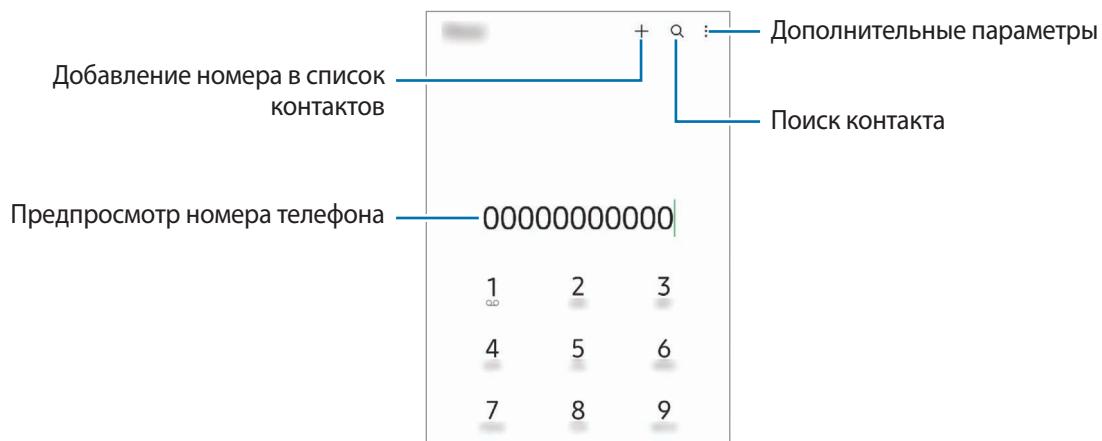 Дополнительные параметры
Добавление номера в список
контактов
Поиск контакта
Предпросмотр номера телефона
00000000000
1 2 3
4 5 6
7 8 9